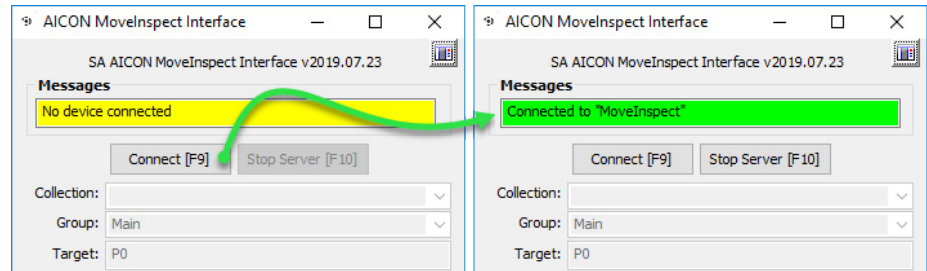 AICON MoveInspect Interface
SA AICON MoveInspect Interface v2019.07.23
Messages
No device connected
Connect [F9] Stop Server [F10]
Collection:
Group: Main
Target: P0
AICON MoveInspect Interface
SA AICON MoveInspect Interface v2019.07.23
Messages
Connected to "MoveInspect"
Connect [F9] Stop Server [F10]
Collection:
Group: Main
Target: P0